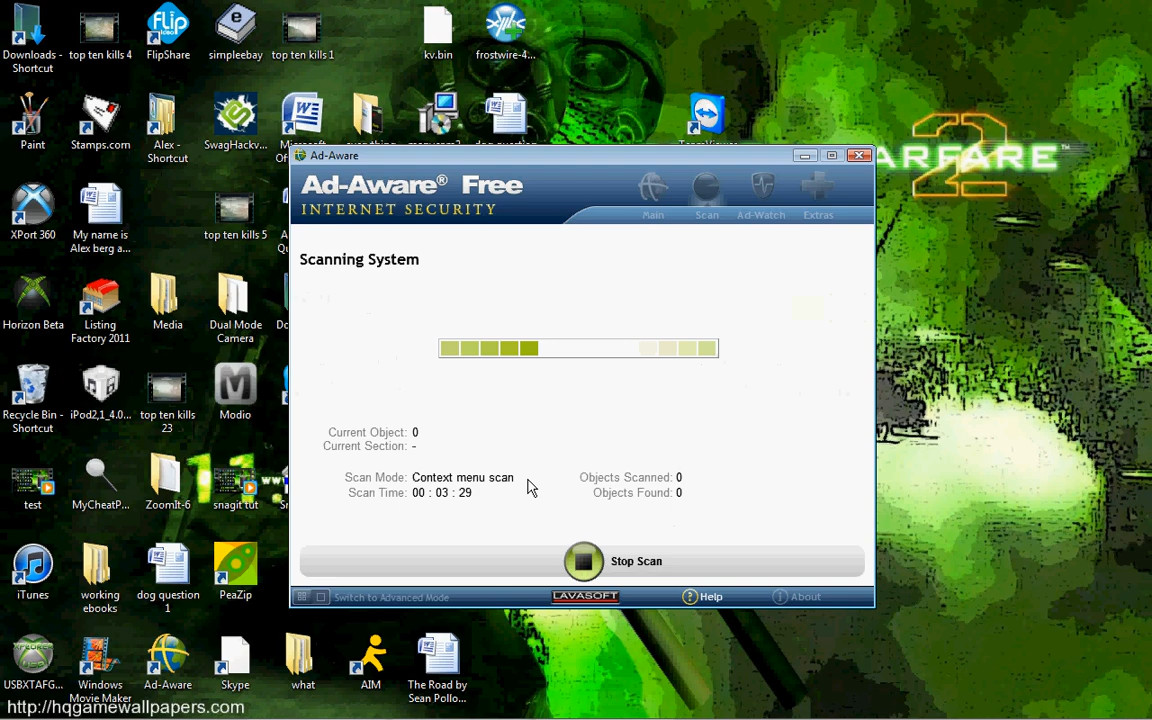 Downloads -
Shortcut
top ten kills 4
FlipShare
simpleebay
top ten kills 1
kv.bin
frostwire-4...
Paint
Stamps.com
Alex -
Shortcut
SwagHackv...
XPort 360
My name is
Alex berg a...
top ten kills 5
Horizon Beta
Listing
Factory 2011
Media
Dual Mode
Camera
Recycle Bin -
Shortcut
iPod2,1_4.0...
top ten kills
23
Modio
test
MyCheatP...
ZoomIt-6
snagit tut
iTunes
working
ebooks
dog question
1
PeaZip
USBXTAFG...
Windows
Movie Maker
Ad-Aware
Skype
what
AIM
The Road by
Sean Pollo...
http://hqgamewallpapers.com
ARFARE™
2
Ad-Aware
Ad-Aware® Free
INTERNET SECURITY
Main
Scan
Ad-Watch
Extras
Scanning System
Current Object: 0
Current Section: -
Scan Mode: Context menu scan
Scan Time: 00 : 03 : 29
Objects Scanned: 0
Objects Found: 0
Stop Scan
Switch to Advanced Mode
LAVASOFT
Help
About